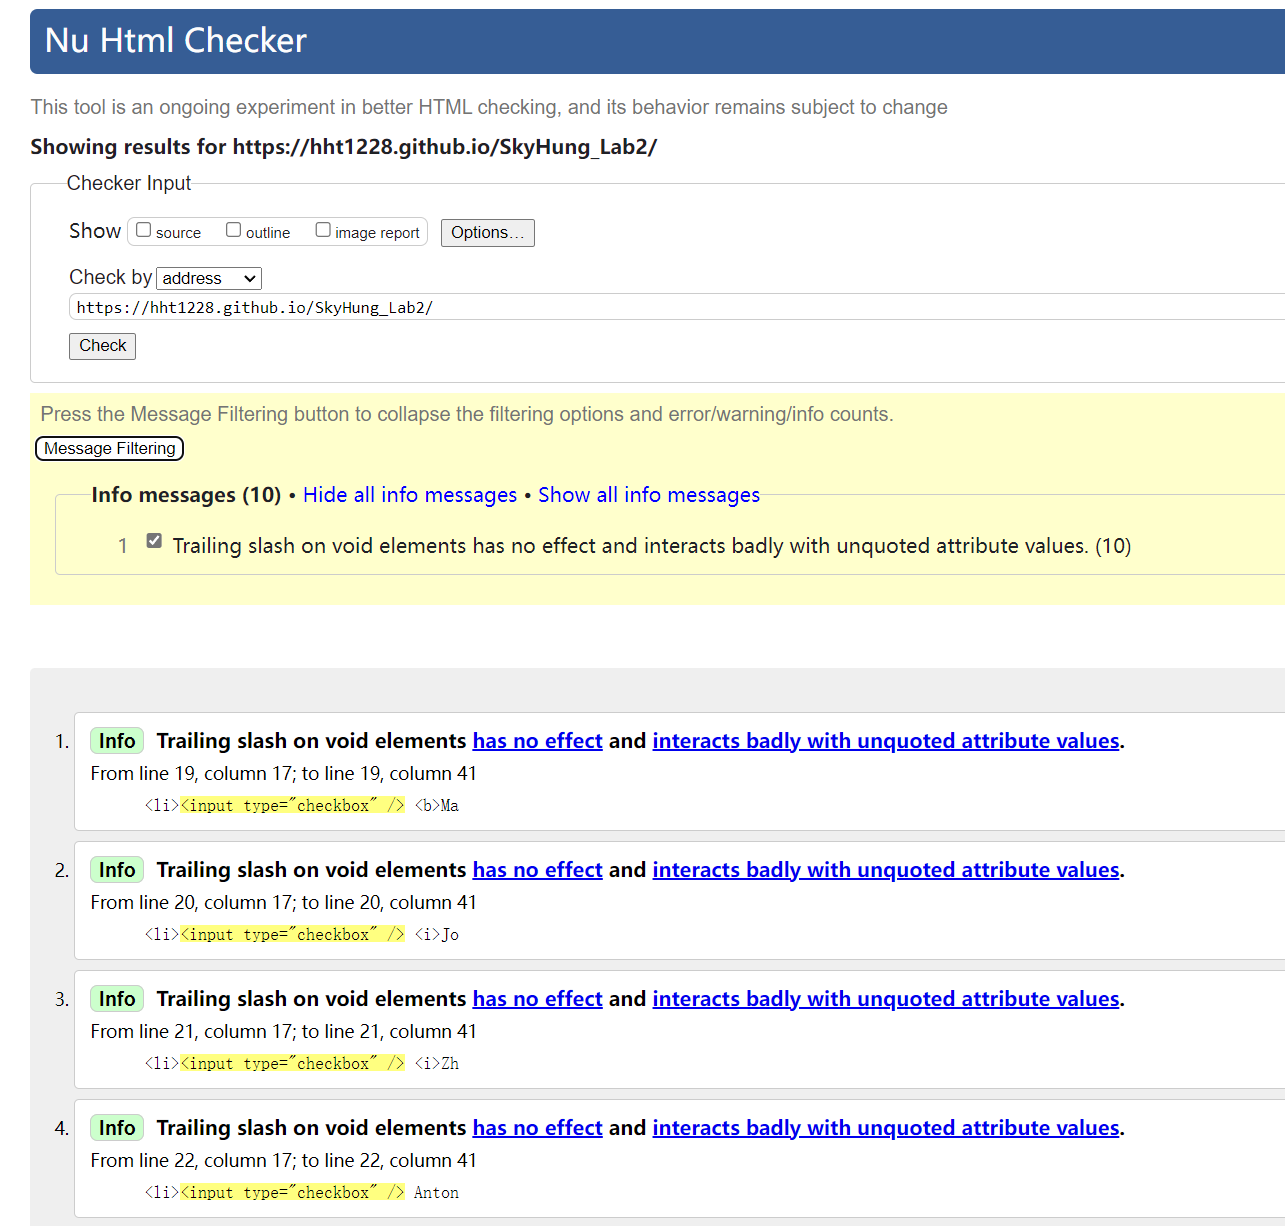 Nu Html Checker
This tool is an ongoing experiment in better HTML checking, and its behavior remains subject to change
Showing results for https://hht1228.github.io/SkyHung_Lab2/
Checker Input
Show source outline image report Options...
Check by address
https://hht1228.github.io/SkyHung_Lab2/
Check
Press the Message Filtering button to collapse the filtering options and error/warning/info counts.
Message Filtering
Info messages (10) • Hide all info messages • Show all info messages
1 Trailing slash on void elements has no effect and interacts badly with unquoted attribute values. (10)
1. Info Trailing slash on void elements has no effect and interacts badly with unquoted attribute values.
From line 19, column 17; to line 19, column 41
<li><input type="checkbox" /> <b>Ma
2. Info Trailing slash on void elements has no effect and interacts badly with unquoted attribute values.
From line 20, column 17; to line 20, column 41
<li><input type="checkbox" /> <i>Jo
3. Info Trailing slash on void elements has no effect and interacts badly with unquoted attribute values.
From line 21, column 17; to line 21, column 41
<li><input type="checkbox" /> <i>Zh
4. Info Trailing slash on void elements has no effect and interacts badly with unquoted attribute values.
From line 22, column 17; to line 22, column 41
<li><input type="checkbox" /> Anton